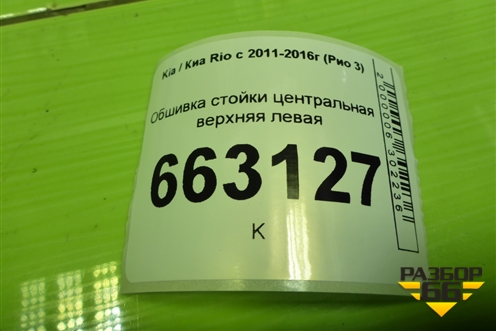 Kia / Киа Rio с 2011-2016г (Рио 3)
Обшивка стойки центральная
верхняя левая
663127
К
2000006302236
РАЗБОР
66